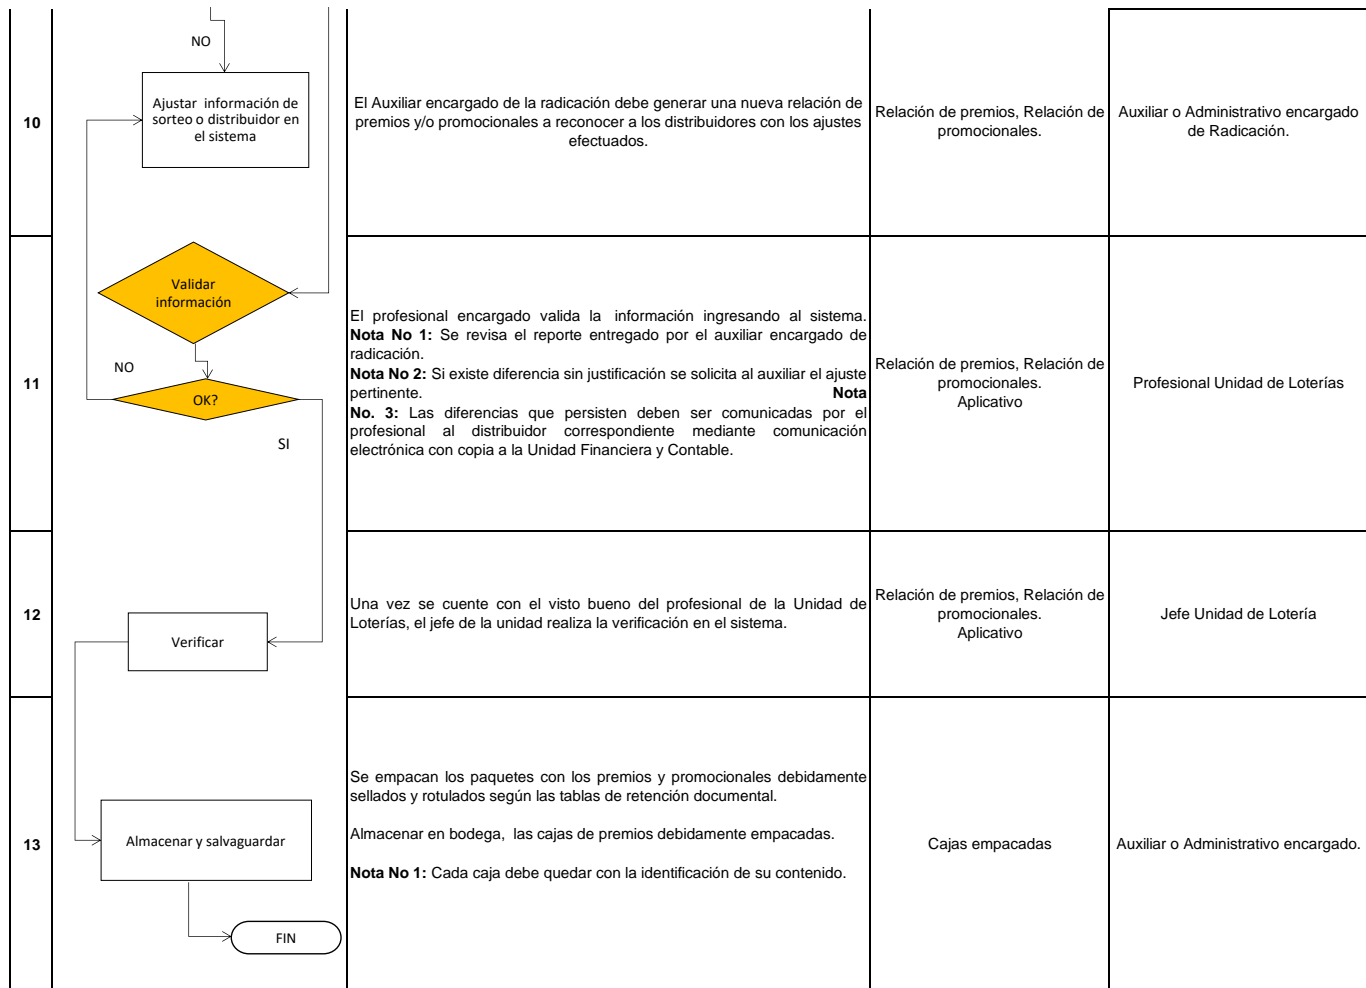 NO
10
Ajustar información de
sorteo o distribuidor en
el sistema
El Auxiliar encargado de la radicación debe generar una nueva relación de
premios y/o promocionales a reconocer a los distribuidores con los ajustes
efectuados.
Relación de premios, Relación de
promocionales.
Auxiliar o Administrativo encargado
de Radicación.
11
Validar
información
NO
OK?
SI
El profesional encargado valida la información ingresando al sistema.
Nota No 1: Se revisa el reporte entregado por el auxiliar encargado de
radicación.
Nota No 2: Si existe diferencia sin justificación se solicita al auxiliar el ajuste
pertinente. Nota
No. 3: Las diferencias que persisten deben ser comunicadas por el
profesional al distribuidor correspondiente mediante comunicación
electrónica con copia a la Unidad Financiera y Contable.
Relación de premios, Relación de
promocionales.
Aplicativo
Profesional Unidad de Loterías
12
Verificar
Una vez se cuente con el visto bueno del profesional de la Unidad de
Loterías, el jefe de la unidad realiza la verificación en el sistema.
Relación de premios, Relación de
promocionales.
Aplicativo
Jefe Unidad de Lotería
13
Almacenar y salvaguardar
FIN
Se empacan los paquetes con los premios y promocionales debidamente
sellados y rotulados según las tablas de retención documental.
Almacenar en bodega, las cajas de premios debidamente empacadas.
Nota No 1: Cada caja debe quedar con la identificación de su contenido.
Cajas empacadas
Auxiliar o Administrativo encargado.